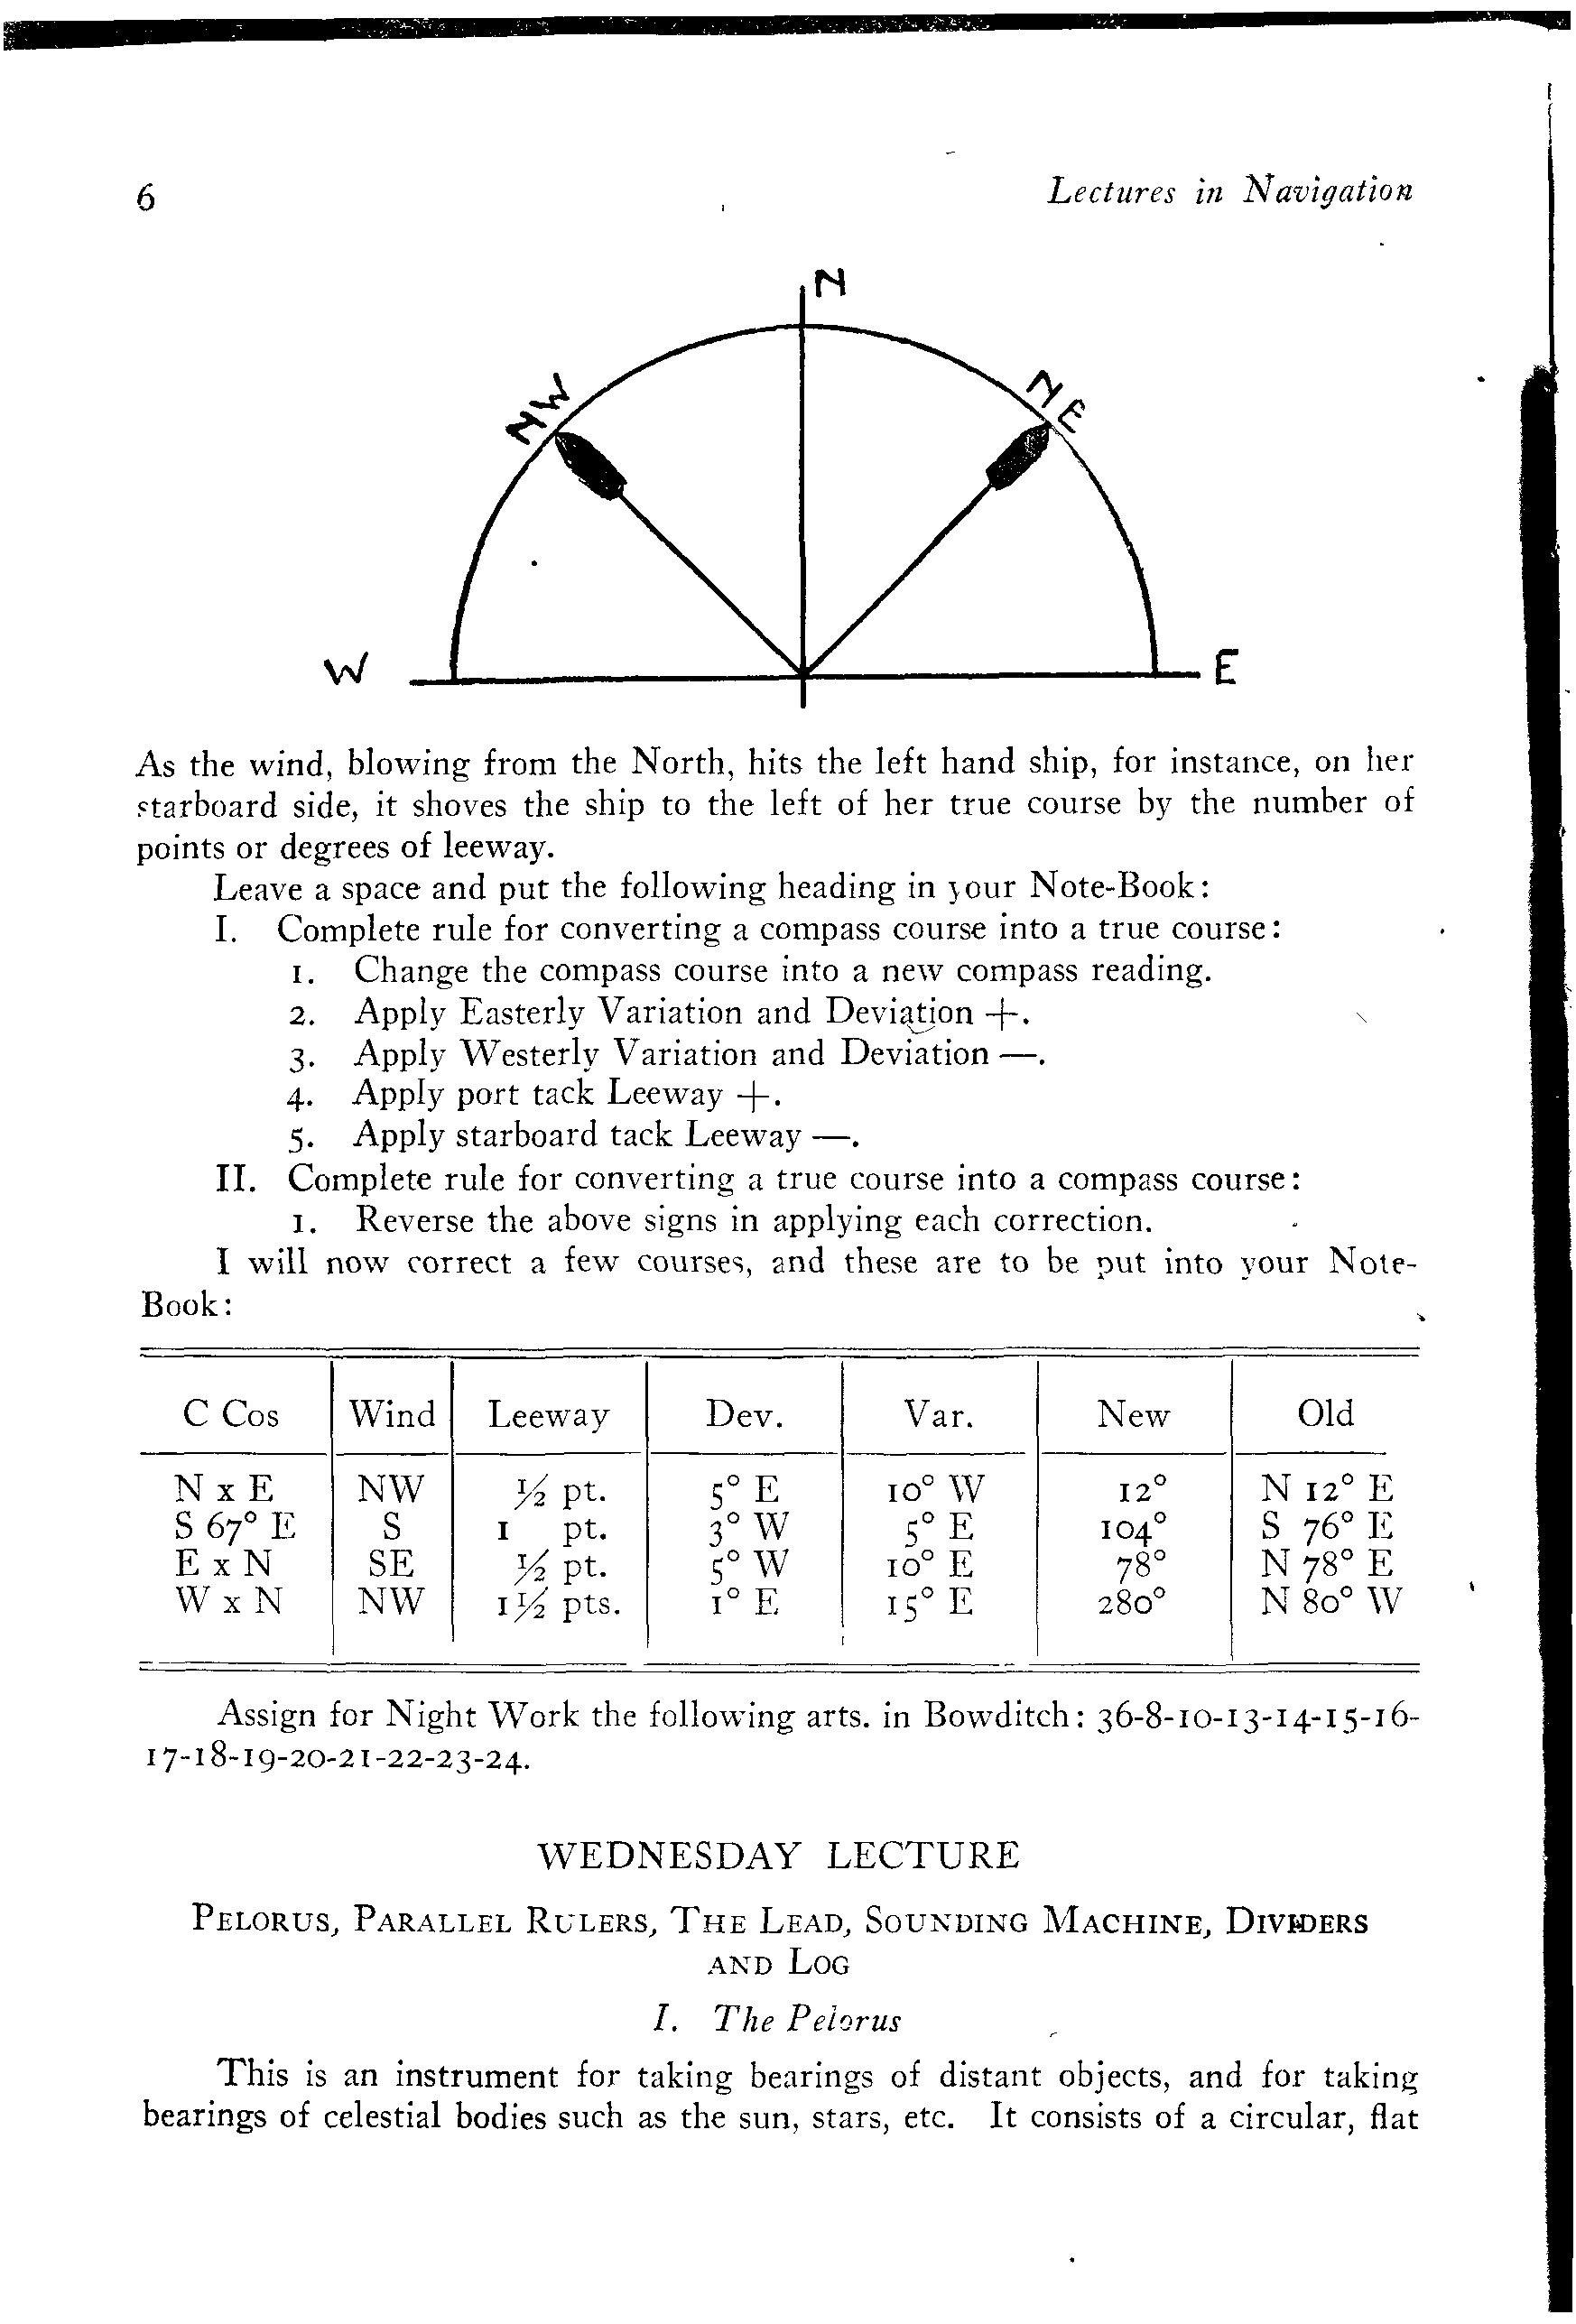 6 Lectures in Navigation
N
NW NE
W E
As the wind, blowing from the North, hits the left hand ship, for instance, on her
starboard side, it shoves the ship to the left of her true course by the number of
points or degrees of leeway.
Leave a space and put the following heading in your Note-Book:
I. Complete rule for converting a compass course into a true course:
1. Change the compass course into a new compass reading.
2. Apply Easterly Variation and Deviation +.
3. Apply Westerly Variation and Deviation —.
4. Apply port tack Leeway +.
5. Apply starboard tack Leeway —.
II. Complete rule for converting a true course into a compass course:
1. Reverse the above signs in applying each correction.
I will now correct a few courses, and these are to be put into your Note-
Book:
C Cos Wind Leeway Dev. Var. New Old
N x E NW ½ pt. 5° E 10° W 12° N 12° E
S 67° E S 1 pt. 3° W 5° E 104° S 76° E
E x N SE ½ pt. 5° W 10° E 78° N 78° E
W x N NW 1½ pts. 1° E 15° E 280° N 80° W
Assign for Night Work the following arts. in Bowditch: 36-8-10-13-14-15-16-
17-18-19-20-21-22-23-24.
WEDNESDAY LECTURE
Pelorus, Parallel Rulers, The Lead, Sounding Machine, Dividers
and Log
I. The Pelorus
This is an instrument for taking bearings of distant objects, and for taking
bearings of celestial bodies such as the sun, stars, etc. It consists of a circular, flat